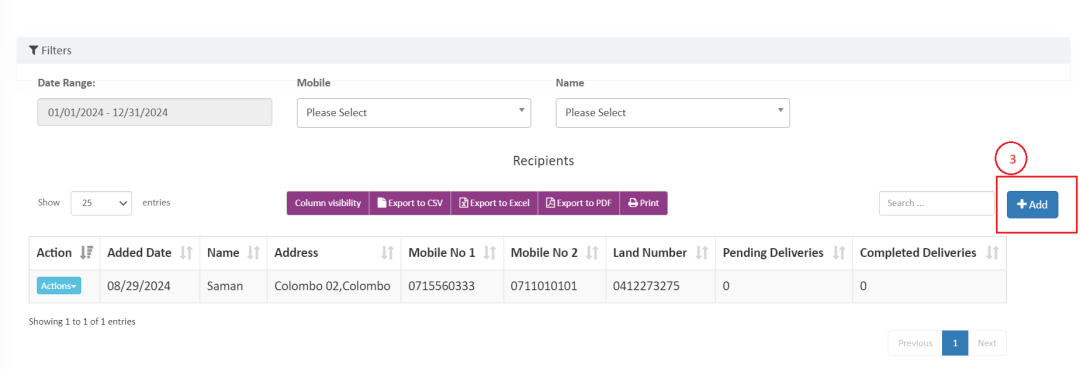 Filters
Date Range: Mobile Name
01/01/2024 - 12/31/2024 Please Select Please Select
Recipients
3
Show 25 entries Column visibility Export to CSV Export to Excel Export to PDF Print Search ... Add
Action Added Date Name Address Mobile No 1 Mobile No 2 Land Number Pending Deliveries Completed Deliveries
Actions 08/29/2024 Saman Colombo 02,Colombo 0715560333 0711010101 0412273275 0 0
Showing 1 to 1 of 1 entries
Previous 1 Next